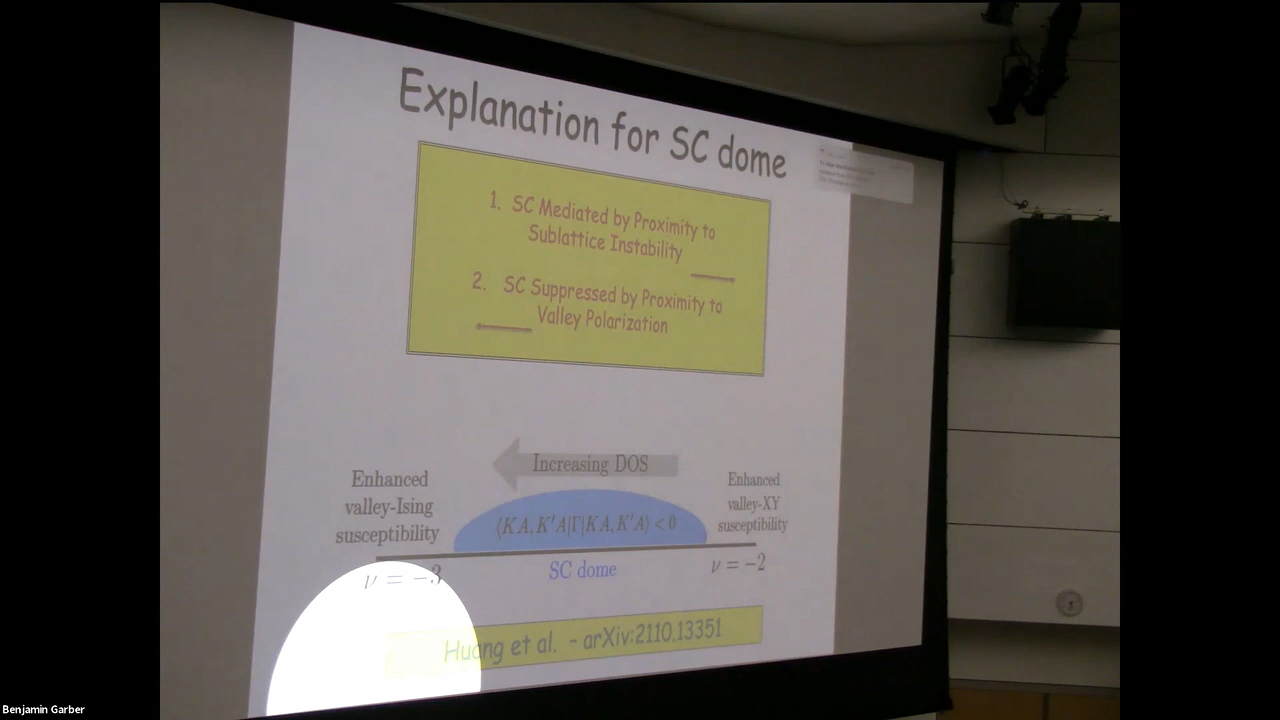 Explanation for SC dome
1. SC Mediated by Proximity to
Sublattice Instability
2. SC Suppressed by Proximity to
Valley Polarization
Increasing DOS
Enhanced
valley-Ising
susceptibility
⟨KA, K'A|Γ|KA, K'A⟩ < 0
Enhanced
valley-XY
susceptibility
ν = -3
SC dome
ν = -2
Huang et al. - arXiv:2110.13351
Benjamin Garber